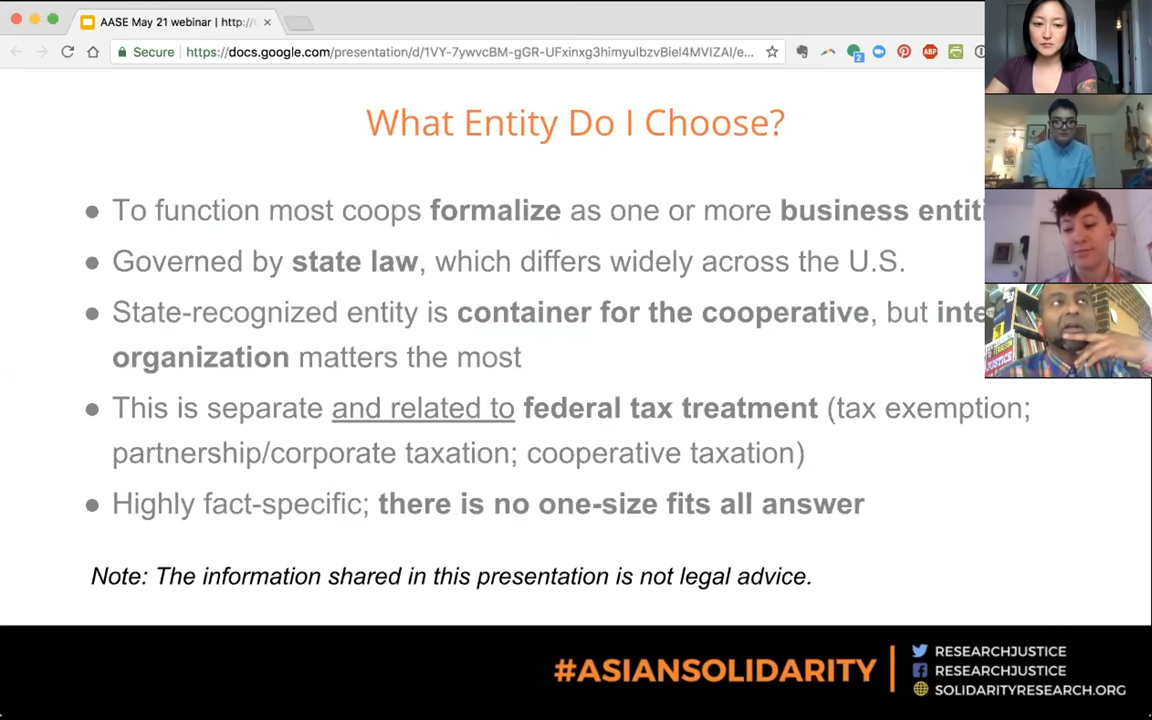 AASE May 21 webinar | http://
Secure
https://docs.google.com/presentation/d/1VY-7ywvcBM-gGR-UFxinxg3himyuIbzvBiel4MVIZAI/e...
2
ABP
What Entity Do I Choose?
● To function most coops formalize as one or more business entiti
● Governed by state law, which differs widely across the U.S.
● State-recognized entity is container for the cooperative, but inte
organization matters the most
● This is separate and related to federal tax treatment (tax exemption;
partnership/corporate taxation; cooperative taxation)
● Highly fact-specific; there is no one-size fits all answer
Note: The information shared in this presentation is not legal advice.
#ASIANSOLIDARITY
RESEARCHJUSTICE
RESEARCHJUSTICE
SOLIDARITYRESEARCH.ORG